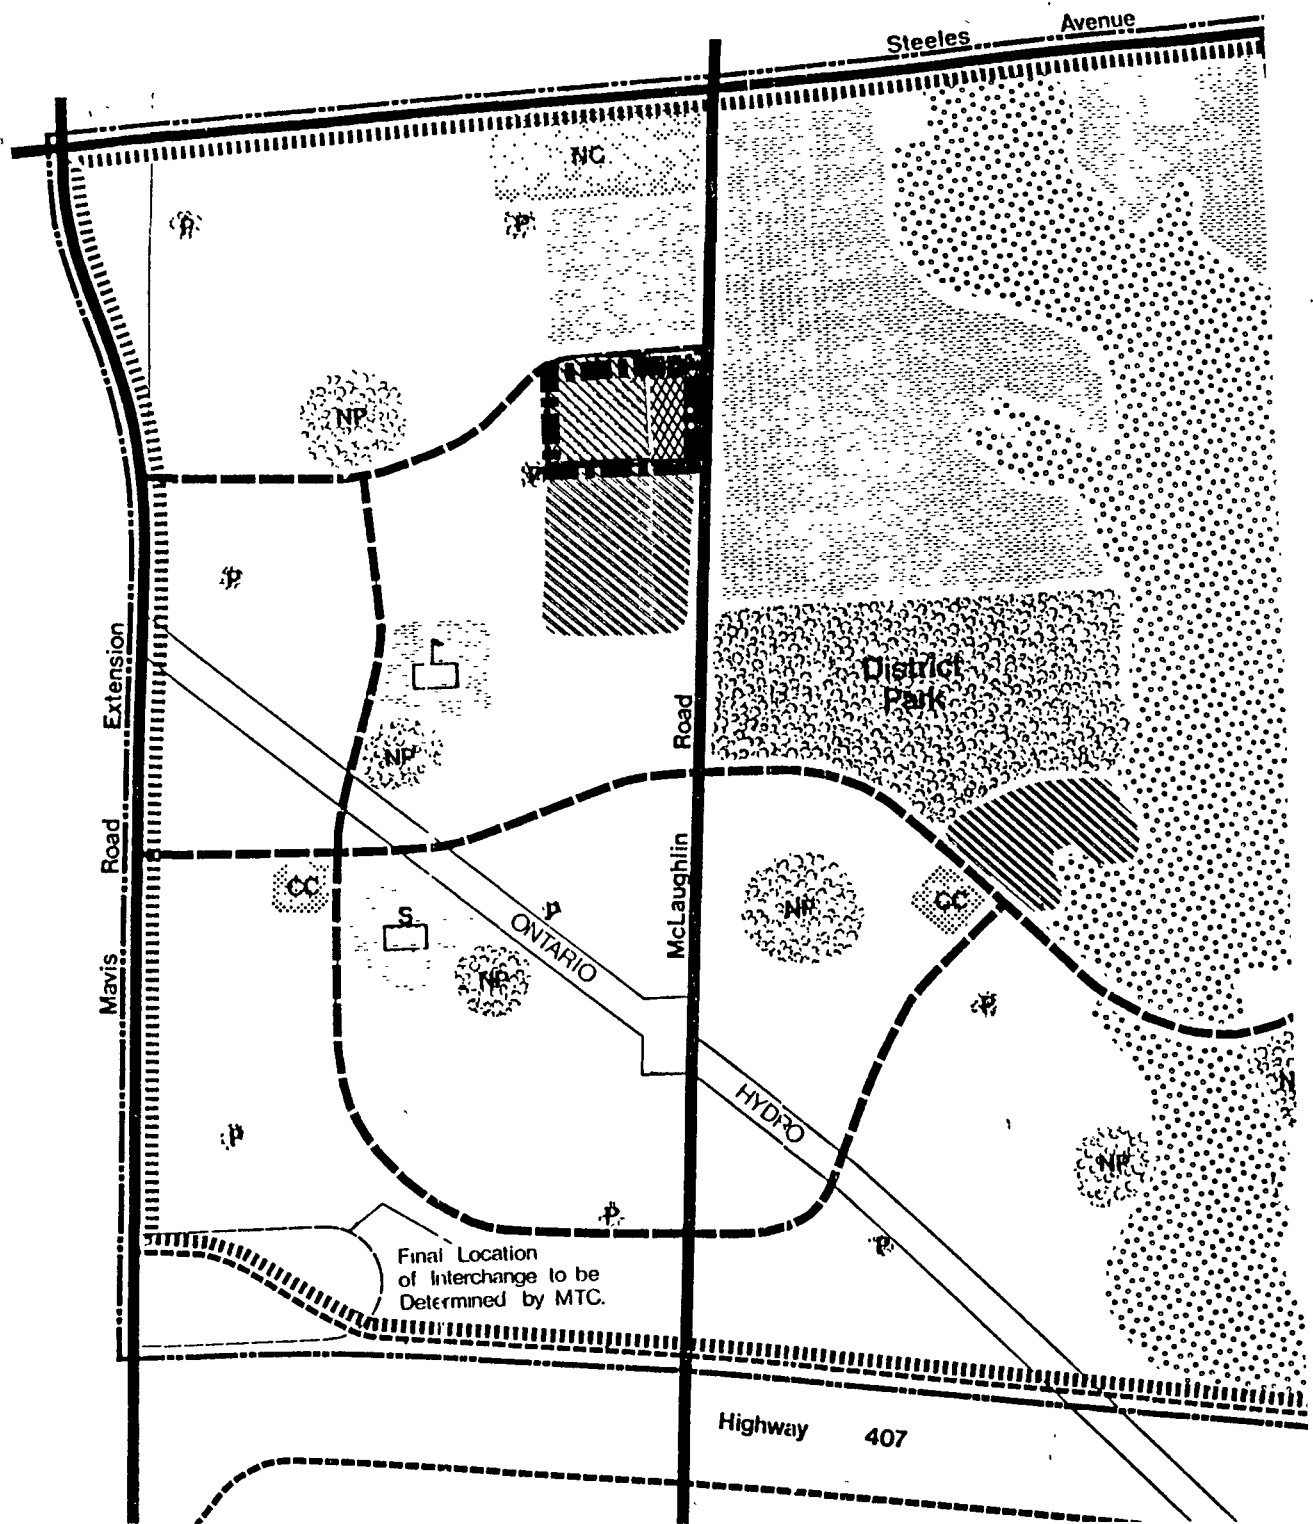 Steeles Avenue
NC
P
P
NP
P
P
District
Park
Extension
Road
NP
Road
CC
S
P
NP
CC
NP
McLaughlin
Mavis
ONTARIO
NP
P
HYDRO
N
P
NP
P
P
Final Location
of Interchange to be
Determined by MTC.
Highway 407